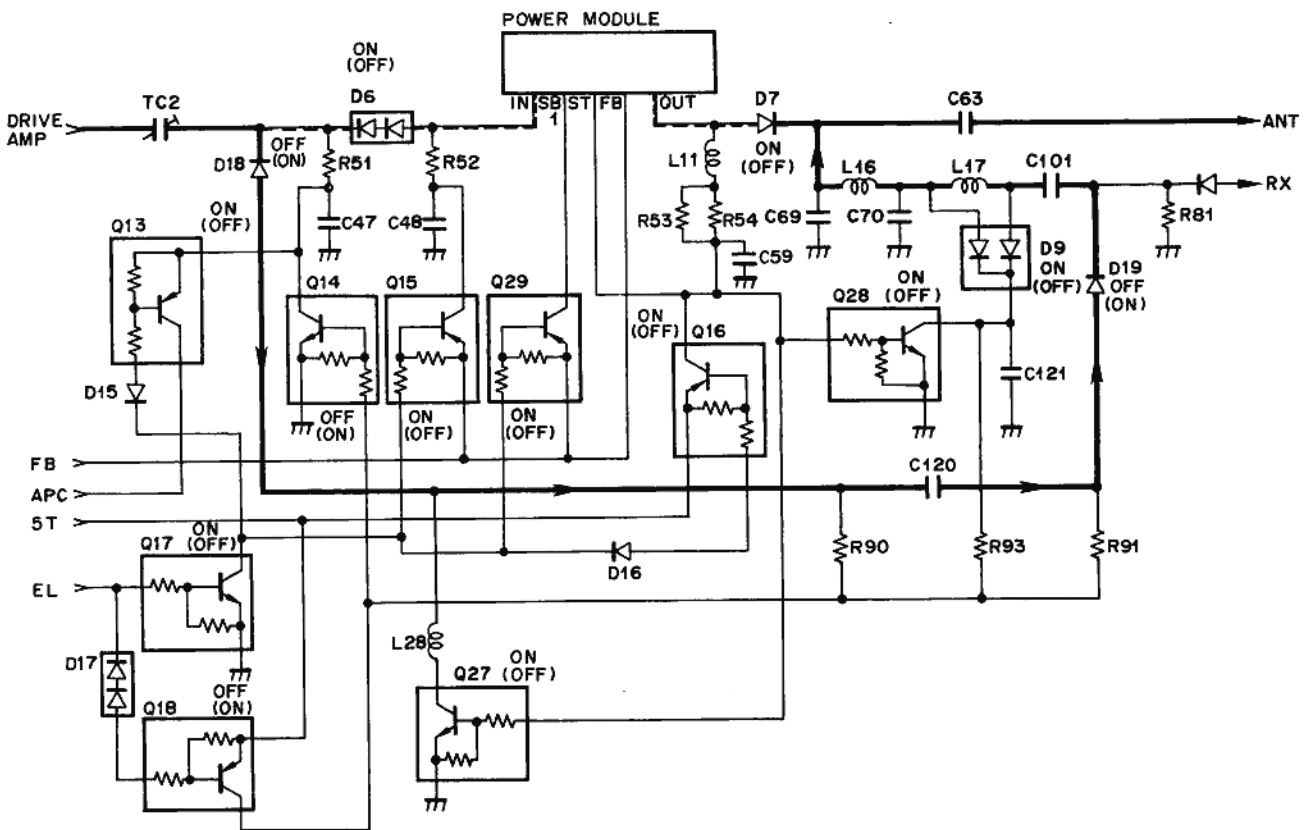 POWER MODULE
ON
(OFF)
TC2
D6
IN
SB
1
ST
FB
OUT
D7
C63
DRIVE
AMP
ANT
OFF
(ON)
D18
R51
R52
L11
ON
(OFF)
L16
L17
C101
RX
ON
(OFF)
Q13
C47
C48
R53
R54
C69
C70
R81
C59
D9
ON
(OFF)
D19
OFF
(ON)
Q14
Q15
Q29
ON
(OFF)
Q16
Q28
ON
(OFF)
D15
C121
OFF
(ON)
ON
(OFF)
ON
(OFF)
FB
APC
5T
C120
Q17
ON
(OFF)
D16
R90
R93
R91
EL
L28
D17
OFF
(ON)
Q18
Q27
ON
(OFF)